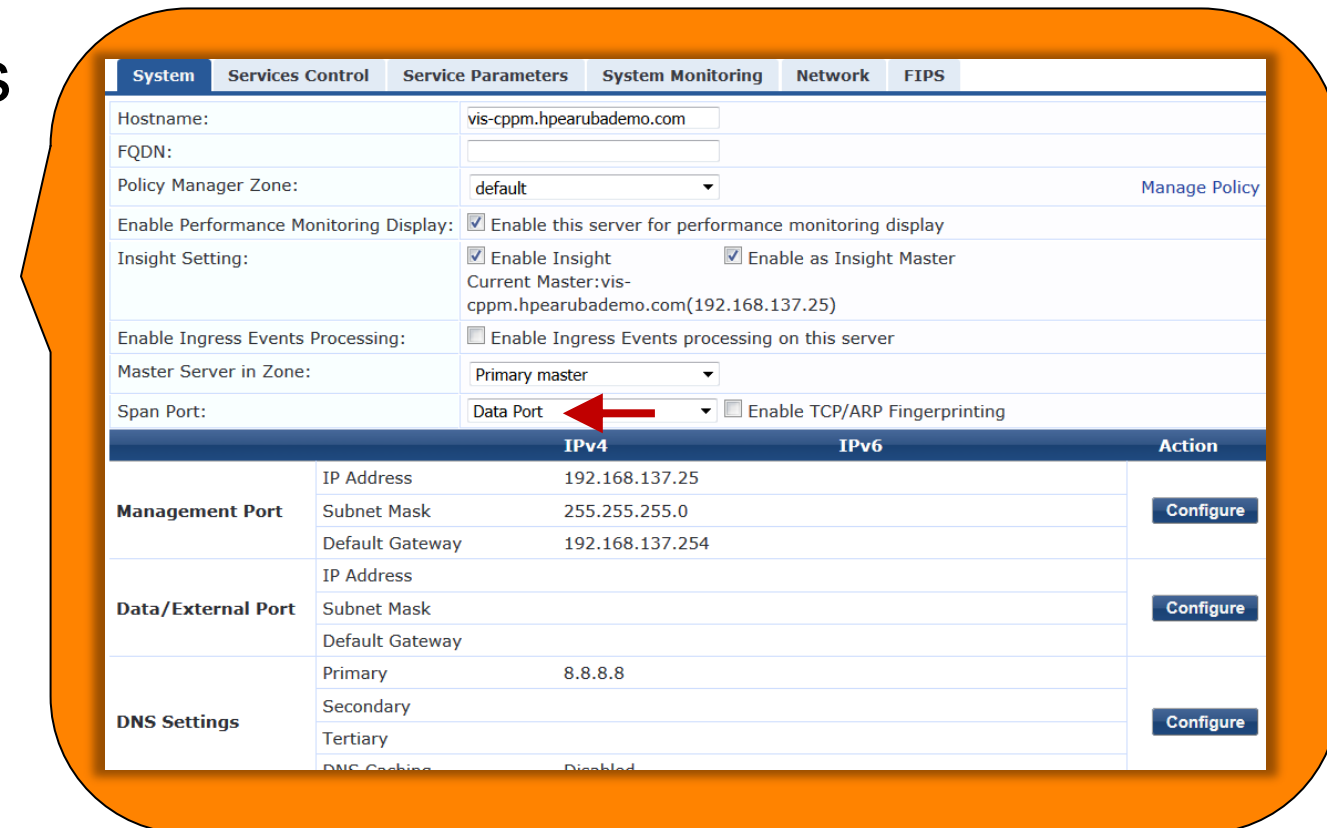 s
System Services Control Service Parameters System Monitoring Network FIPS
Hostname: vis-cppm.hpearubademo.com
FQDN:
Policy Manager Zone: default Manage Policy
Enable Performance Monitoring Display: Enable this server for performance monitoring display
Insight Setting: Enable Insight Enable as Insight Master
Current Master:vis-
cppm.hpearubademo.com(192.168.137.25)
Enable Ingress Events Processing: Enable Ingress Events processing on this server
Master Server in Zone: Primary master
Span Port: Data Port Enable TCP/ARP Fingerprinting
IPv4 IPv6 Action
IP Address 192.168.137.25
Management Port Subnet Mask 255.255.255.0 Configure
Default Gateway 192.168.137.254
IP Address
Data/External Port Subnet Mask Configure
Default Gateway
Primary 8.8.8.8
Secondary
DNS Settings Configure
Tertiary
DNS Caching Disabled